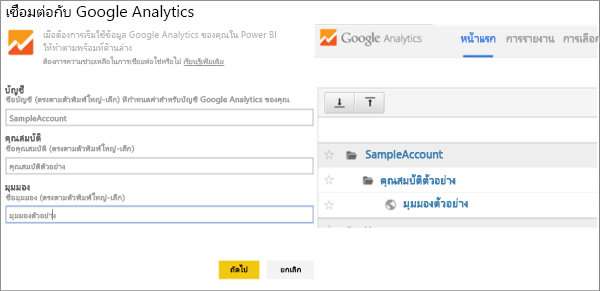 เชื่อมต่อกับ Google Analytics
เมื่อต้องการเริ่มใช้ข้อมูล Google Analytics ของคุณใน Power BI
ให้ทำตามพร้อมท์ด้านล่าง
ต้องการความช่วยเหลือในการเชื่อมต่อใช่หรือไม่ เรียนรู้เพิ่มเติม
บัญชี
ชื่อบัญชี (ตรงตามตัวพิมพ์ใหญ่-เล็ก) ที่กำหนดค่าสำหรับบัญชี Google Analytics ของคุณ
SampleAccount
คุณสมบัติ
ชื่อคุณสมบัติ (ตรงตามตัวพิมพ์ใหญ่-เล็ก)
คุณสมบัติตัวอย่าง
มุมมอง
ชื่อมุมมอง (ตรงตามตัวพิมพ์ใหญ่-เล็ก)
มุมมองตัวอย่าง
ถัดไป
ยกเลิก
Google Analytics
หน้าแรก
การรายงาน
การเลือก
SampleAccount
คุณสมบัติตัวอย่าง
มุมมองตัวอย่าง